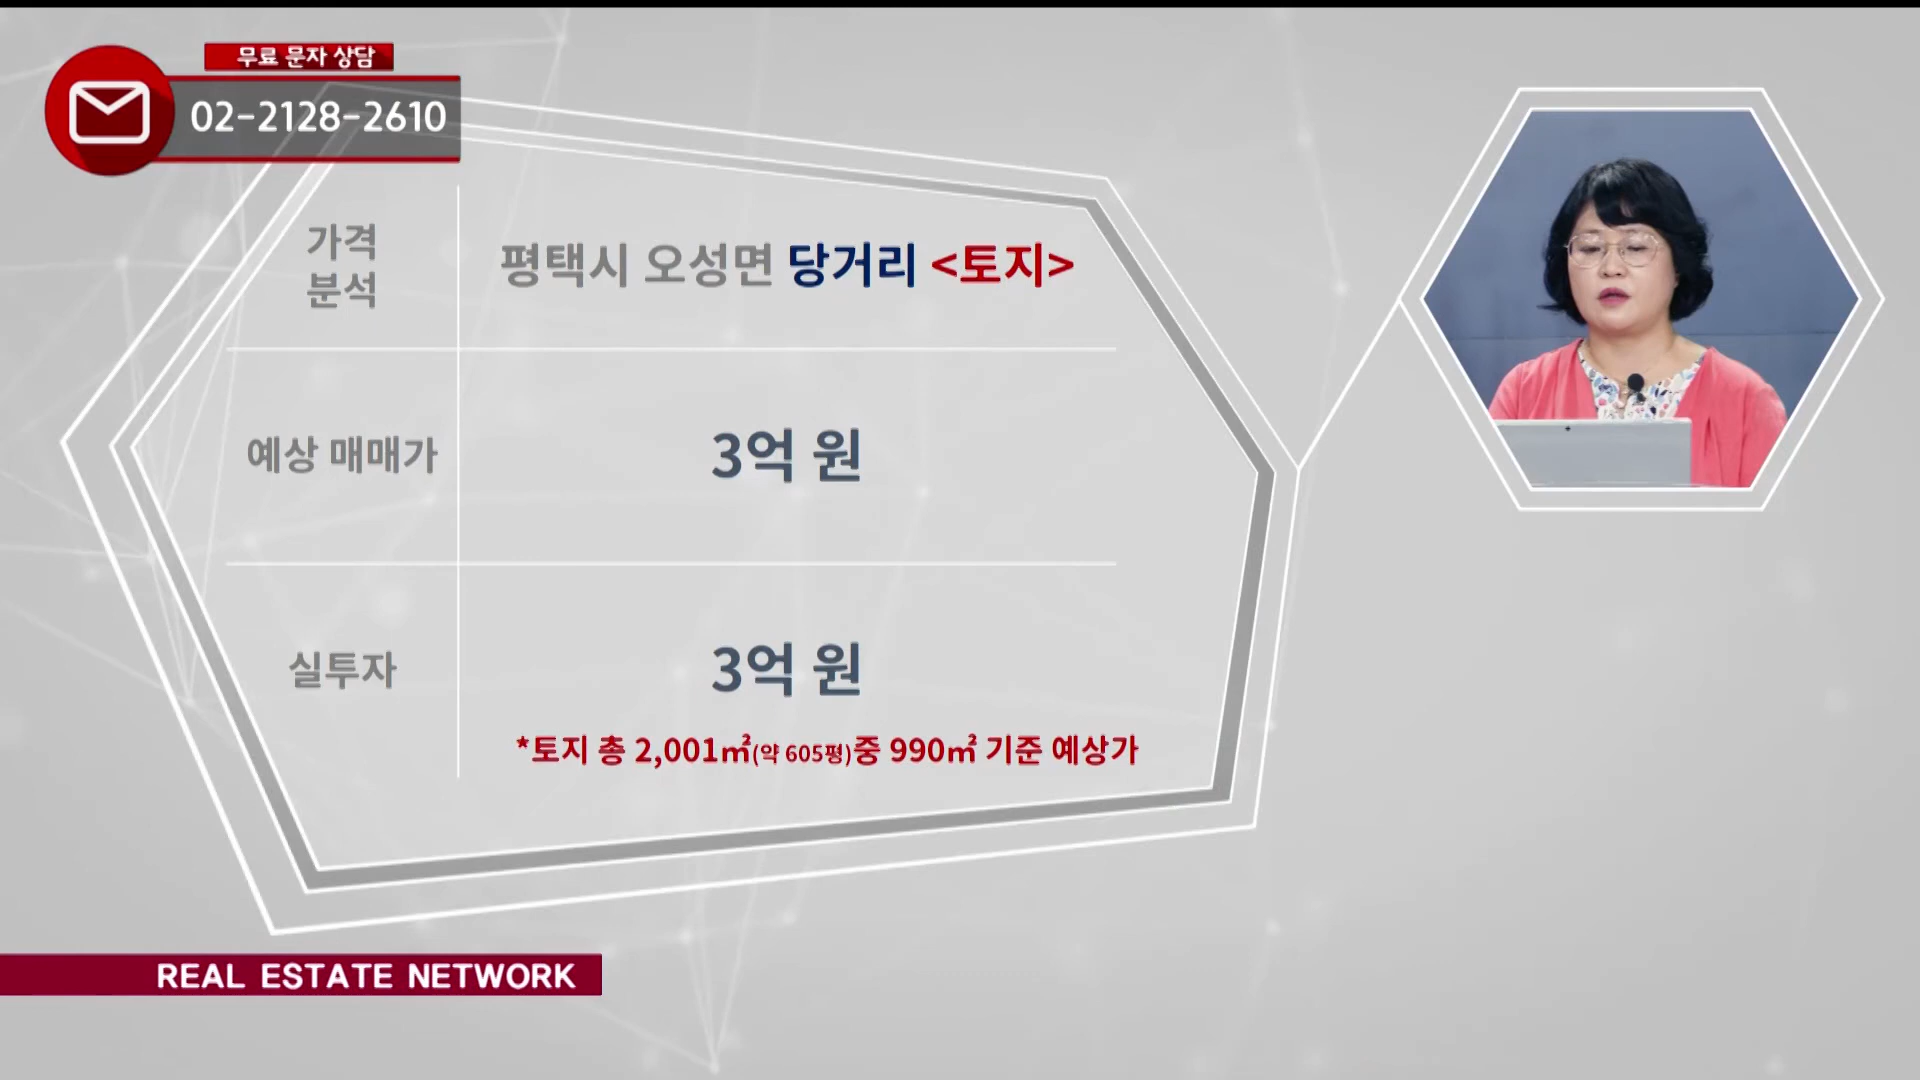 무료 문자 상담
02-2128-2610
가격
분석
평택시 오성면 당거리 <토지>
예상 매매가
3억 원
실투자
3억 원
*토지 총 2,001㎡(약 605평)중 990㎡ 기준 예상가
REAL ESTATE NETWORK